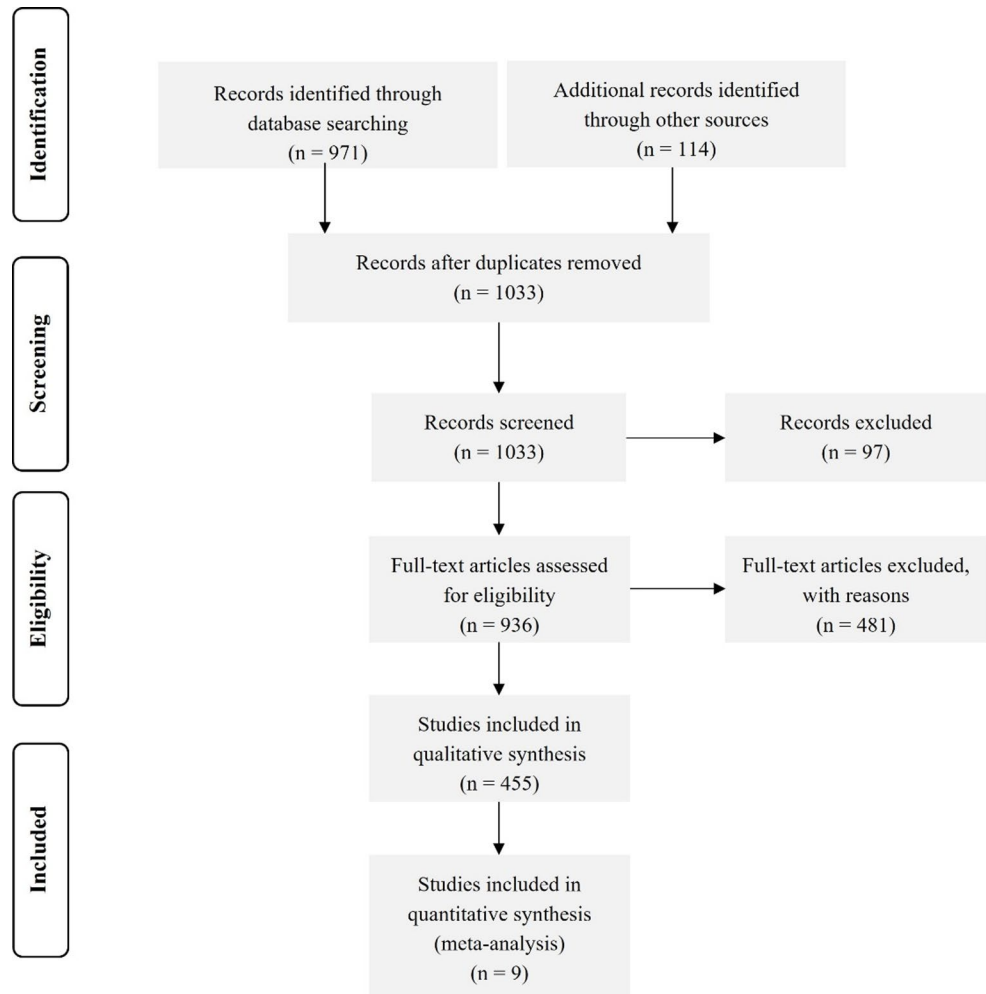 Identification
Records identified through
database searching
(n = 971)
Additional records identified
through other sources
(n = 114)
Records after duplicates removed
(n = 1033)
Screening
Records screened
(n = 1033)
Records excluded
(n = 97)
Eligibility
Full-text articles assessed
for eligibility
(n = 936)
Full-text articles excluded,
with reasons
(n = 481)
Studies included in
qualitative synthesis
(n = 455)
Included
Studies included in
quantitative synthesis
(meta-analysis)
(n = 9)